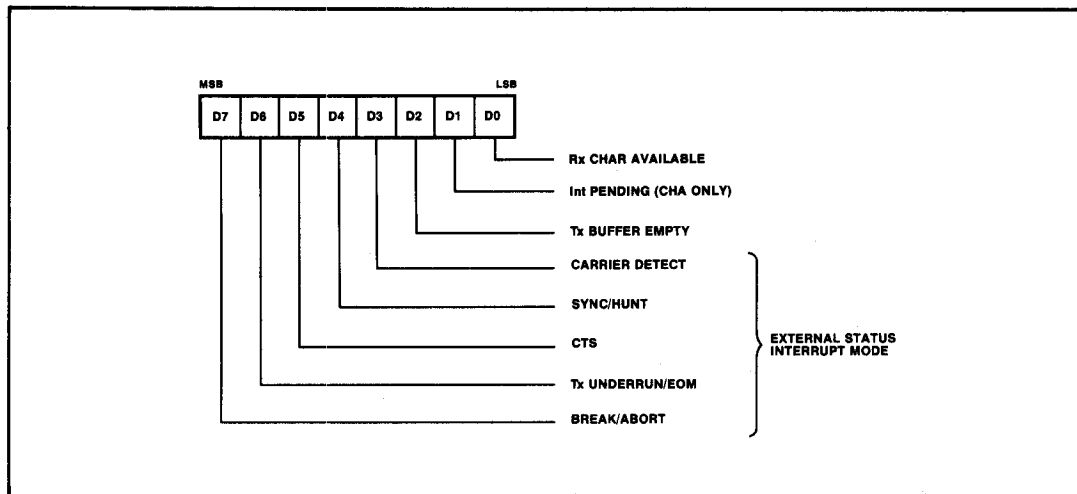 MSB LSB
D7 D6 D5 D4 D3 D2 D1 D0
Rx CHAR AVAILABLE
Int PENDING (CHA ONLY)
Tx BUFFER EMPTY
CARRIER DETECT
SYNC/HUNT
CTS
Tx UNDERRUN/EOM
BREAK/ABORT
EXTERNAL STATUS
INTERRUPT MODE